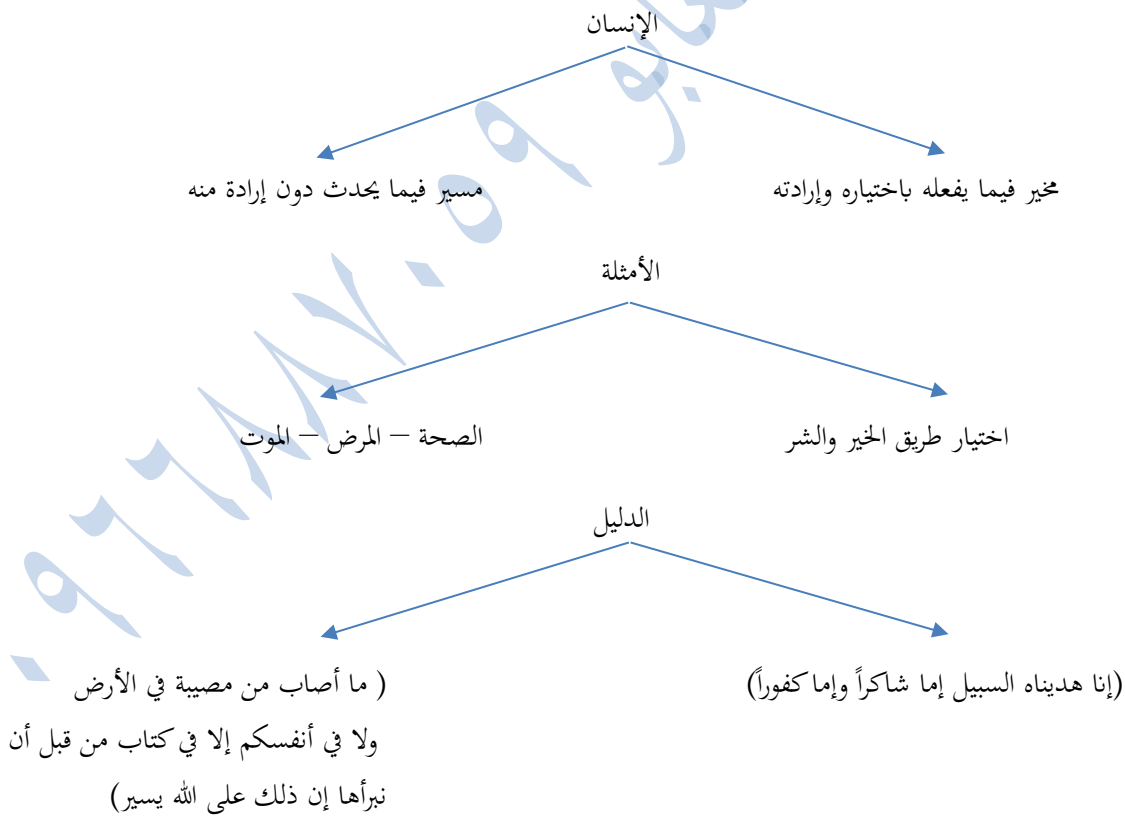 الإنسان
مخير فيما يفعله باختياره وإرادته
مسير فيما يحدث دون إرادة منه
الأمثلة
اختيار طريق الخير والشر
الصحة – المرض – الموت
الدليل
(إنا هديناه السبيل إما شاكراً وإما كفوراً)
( ما أصاب من مصيبة في الأرض
ولا في أنفسكم إلا في كتاب من قبل أن
نبرأها إن ذلك على الله يسير)